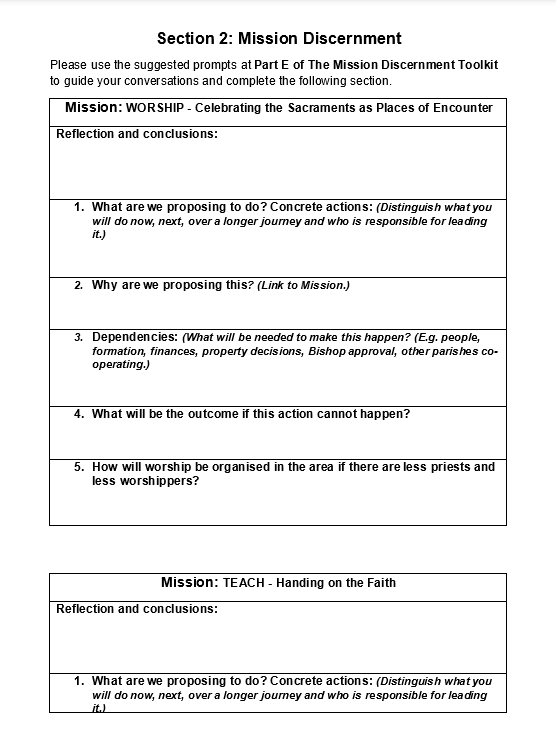 Section 2: Mission Discernment
Please use the suggested prompts at Part E of The Mission Discernment Toolkit
to guide your conversations and complete the following section.
Mission: WORSHIP - Celebrating the Sacraments as Places of Encounter
Reflection and conclusions:
1. What are we proposing to do? Concrete actions: (Distinguish what you
will do now, next, over a longer journey and who is responsible for leading
it.)
2. Why are we proposing this? (Link to Mission.)
3. Dependencies: (What will be needed to make this happen? (E.g. people,
formation, finances, property decisions, Bishop approval, other parishes co-
operating.)
4. What will be the outcome if this action cannot happen?
5. How will worship be organised in the area if there are less priests and
less worshippers?
Mission: TEACH - Handing on the Faith
Reflection and conclusions:
1. What are we proposing to do? Concrete actions: (Distinguish what you
will do now, next, over a longer journey and who is responsible for leading
it.)